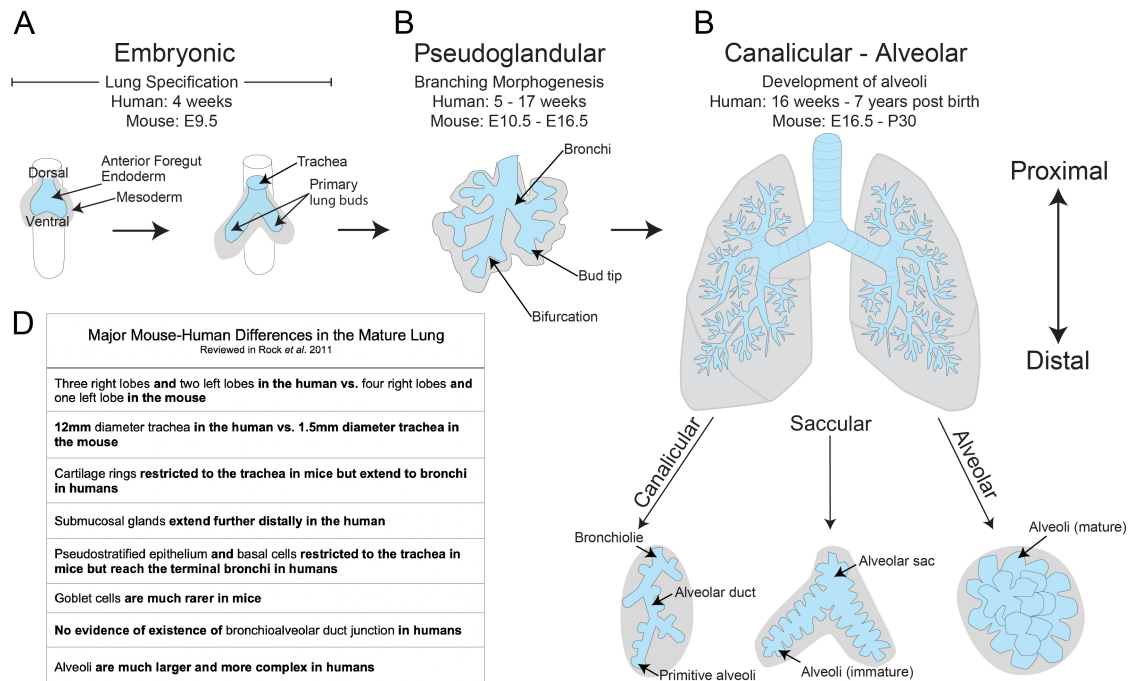 A
Embryonic
Lung Specification
Human: 4 weeks
Mouse: E9.5
Dorsal
Anterior Foregut
Endoderm
Mesoderm
Ventral
Trachea
Primary
lung buds
B
Pseudoglandular
Branching Morphogenesis
Human: 5 - 17 weeks
Mouse: E10.5 - E16.5
Bronchi
Bud tip
Bifurcation
B
Canalicular - Alveolar
Development of alveoli
Human: 16 weeks - 7 years post birth
Mouse: E16.5 - P30
Proximal
Distal
Canalicular
Saccular
Alveolar
Bronchiolie
Alveolar duct
Primitive alveoli
Alveolar sac
Alveoli (immature)
Alveoli (mature)
D
Major Mouse-Human Differences in the Mature Lung
Reviewed in Rock et al. 2011
Three right lobes and two left lobes in the human vs. four right lobes and
one left lobe in the mouse
12mm diameter trachea in the human vs. 1.5mm diameter trachea in
the mouse
Cartilage rings restricted to the trachea in mice but extend to bronchi
in humans
Submucosal glands extend further distally in the human
Pseudostratified epithelium and basal cells restricted to the trachea in
mice but reach the terminal bronchi in humans
Goblet cells are much rarer in mice
No evidence of existence of bronchioalveolar duct junction in humans
Alveoli are much larger and more complex in humans